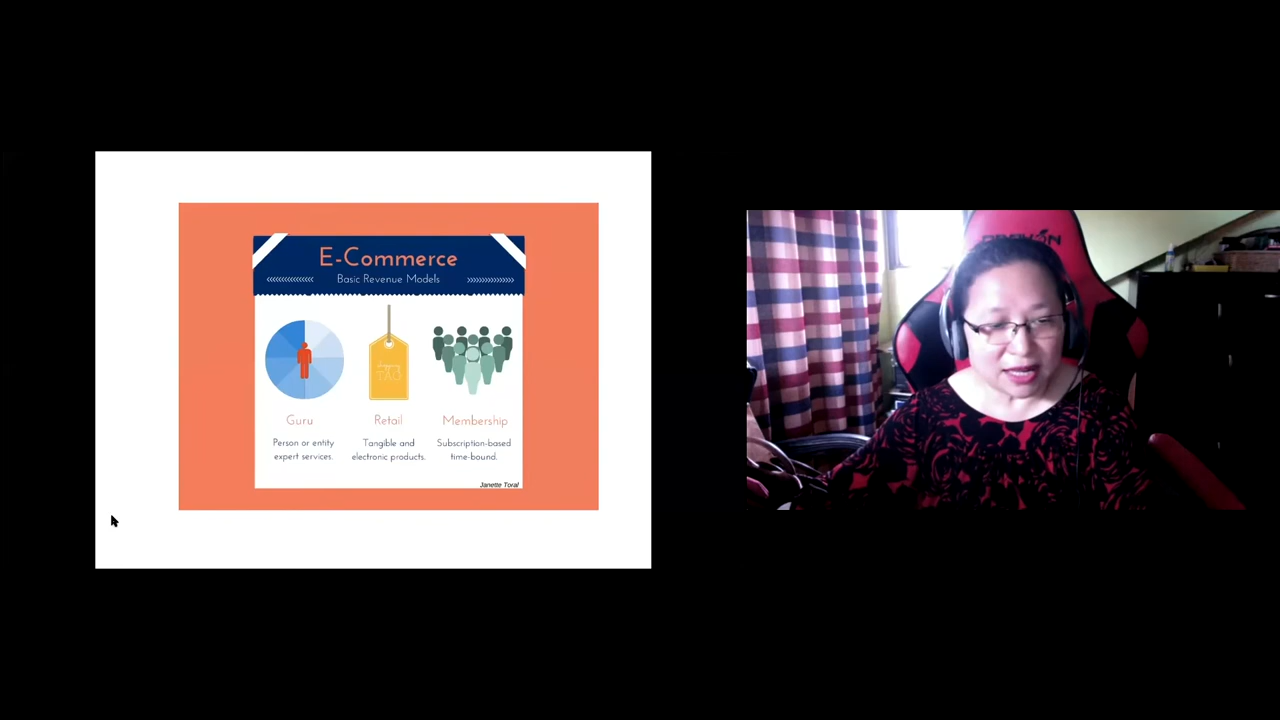 E-Commerce
Basic Revenue Models
Guru
Retail
Membership
Person or entity
expert services.
Tangible and
electronic products.
Subscription-based
time-bound.
Janette Toral